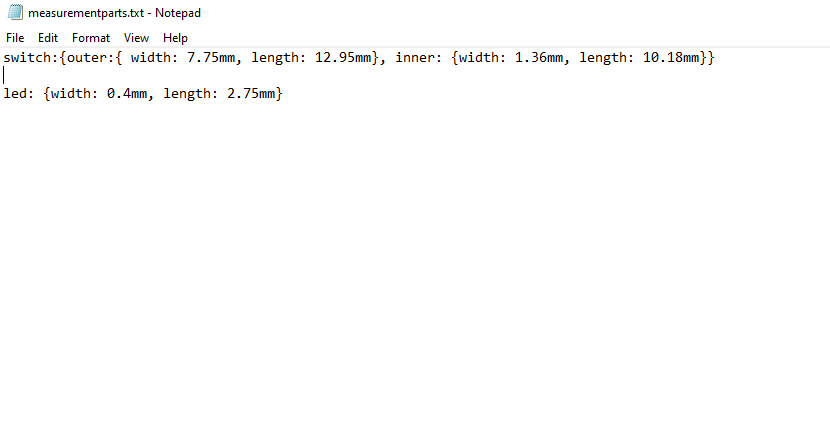 measurementparts.txt - Notepad
File Edit Format View Help
switch:{outer:{ width: 7.75mm, length: 12.95mm}, inner: {width: 1.36mm, length: 10.18mm}}
led: {width: 0.4mm, length: 2.75mm}